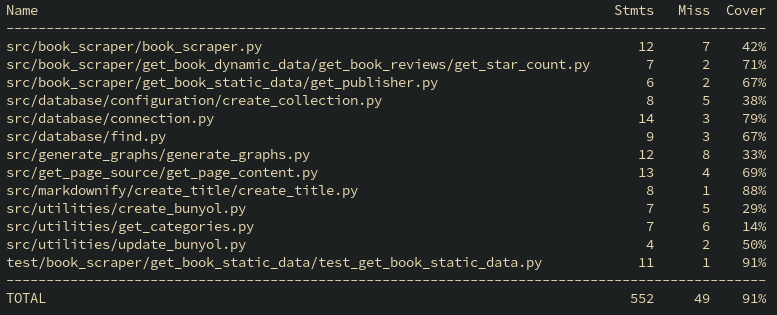 Name Stmts Miss Cover
--------------------------------------------------------------------------------------------------
src/book_scraper/book_scraper.py 12 7 42%
src/book_scraper/get_book_dynamic_data/get_book_reviews/get_star_count.py 7 2 71%
src/book_scraper/get_book_static_data/get_publisher.py 6 2 67%
src/database/configuration/create_collection.py 8 5 38%
src/database/connection.py 14 3 79%
src/database/find.py 9 3 67%
src/generate_graphs/generate_graphs.py 12 8 33%
src/get_page_source/get_page_content.py 13 4 69%
src/markdownify/create_title/create_title.py 8 1 88%
src/utilities/create_bunyol.py 7 5 29%
src/utilities/get_categories.py 7 6 14%
src/utilities/update_bunyol.py 4 2 50%
test/book_scraper/get_book_static_data/test_get_book_static_data.py 11 1 91%
--------------------------------------------------------------------------------------------------
TOTAL 552 49 91%